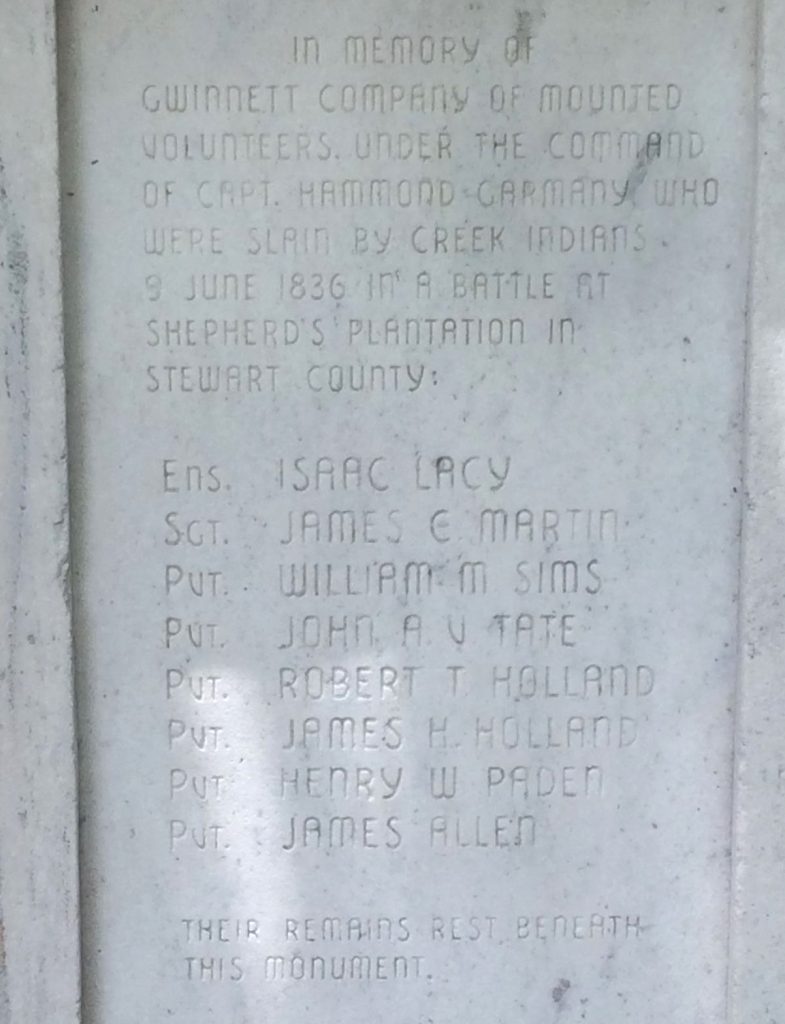 IN MEMORY OF
GWINNETT COMPANY OF MOUNTED
VOLUNTEERS, UNDER THE COMMAND
OF CAPT. HAMMOND GARMANY, WHO
WERE SLAIN BY CREEK INDIANS
9 JUNE 1836 IN A BATTLE AT
SHEPHERD'S PLANTATION IN
STEWART COUNTY:
ENS. ISAAC LACY
SGT. JAMES C MARTIN
PVT. WILLIAM M SIMS
PVT. JOHN A V TATE
PVT. ROBERT T HOLLAND
PVT. JAMES H HOLLAND
PVT. HENRY W PADEN
PVT. JAMES ALLEN
THEIR REMAINS REST BENEATH
THIS MONUMENT.